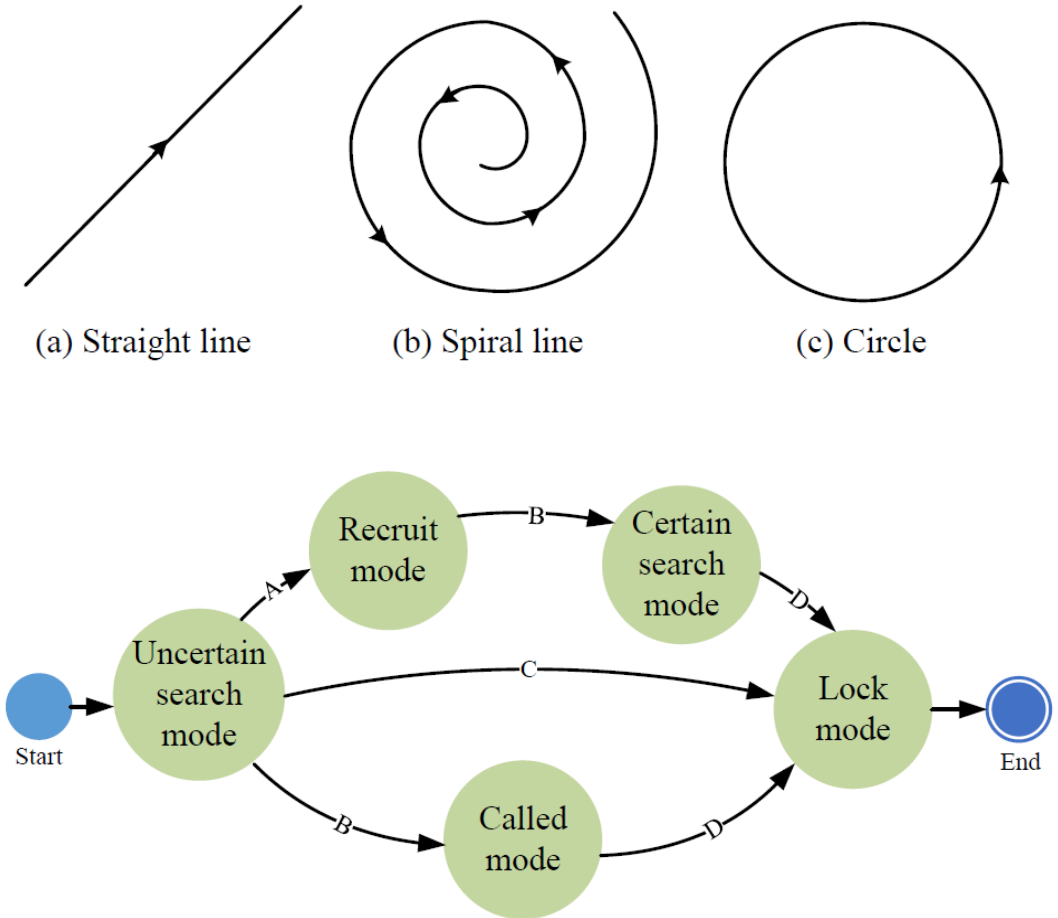 (a) Straight line
(b) Spiral line
(c) Circle
Recruit
mode
B
Certain
search
mode
A
D
Uncertain
search
mode
C
Lock
mode
Start
End
B
Called
mode
D